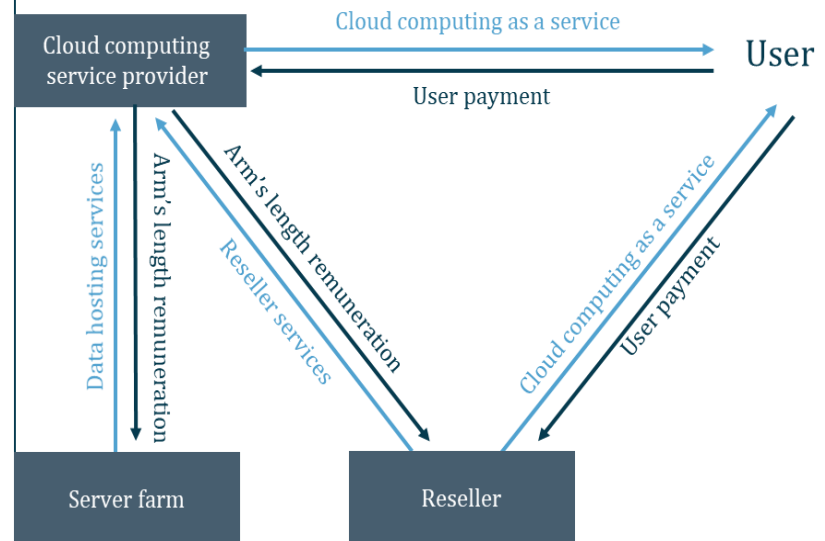 Cloud computing as a service
Cloud computing
service provider
User
User payment
Data hosting services
Arm's length remuneration
Arm's length remuneration
Reseller services
Cloud computing as a service
User payment
Server farm
Reseller